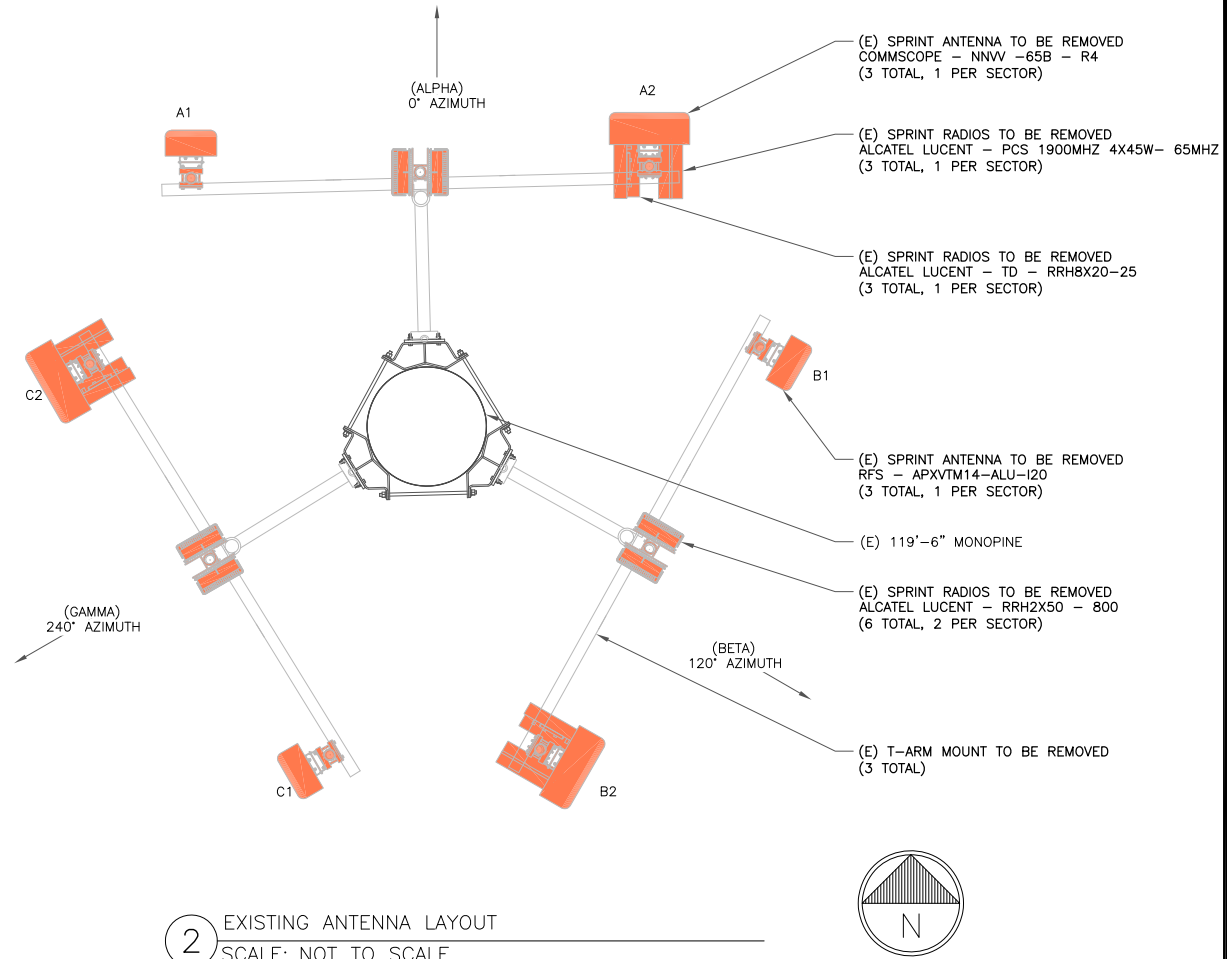 (E) SPRINT ANTENNA TO BE REMOVED
COMMSCOPE – NNVV –65B – R4
(3 TOTAL, 1 PER SECTOR)
(ALPHA)
0° AZIMUTH
A1
A2
(E) SPRINT RADIOS TO BE REMOVED
ALCATEL LUCENT – PCS 1900MHZ 4X45W– 65MHZ
(3 TOTAL, 1 PER SECTOR)
(E) SPRINT RADIOS TO BE REMOVED
ALCATEL LUCENT – TD – RRH8X20–25
(3 TOTAL, 1 PER SECTOR)
C2
B1
(E) SPRINT ANTENNA TO BE REMOVED
RFS – APXVTM14–ALU–I20
(3 TOTAL, 1 PER SECTOR)
(E) 119'–6" MONOPINE
(E) SPRINT RADIOS TO BE REMOVED
ALCATEL LUCENT – RRH2X50 – 800
(6 TOTAL, 2 PER SECTOR)
(GAMMA)
240° AZIMUTH
(BETA)
120° AZIMUTH
(E) T–ARM MOUNT TO BE REMOVED
(3 TOTAL)
C1
B2
2
EXISTING ANTENNA LAYOUT
SCALE: NOT TO SCALE
N